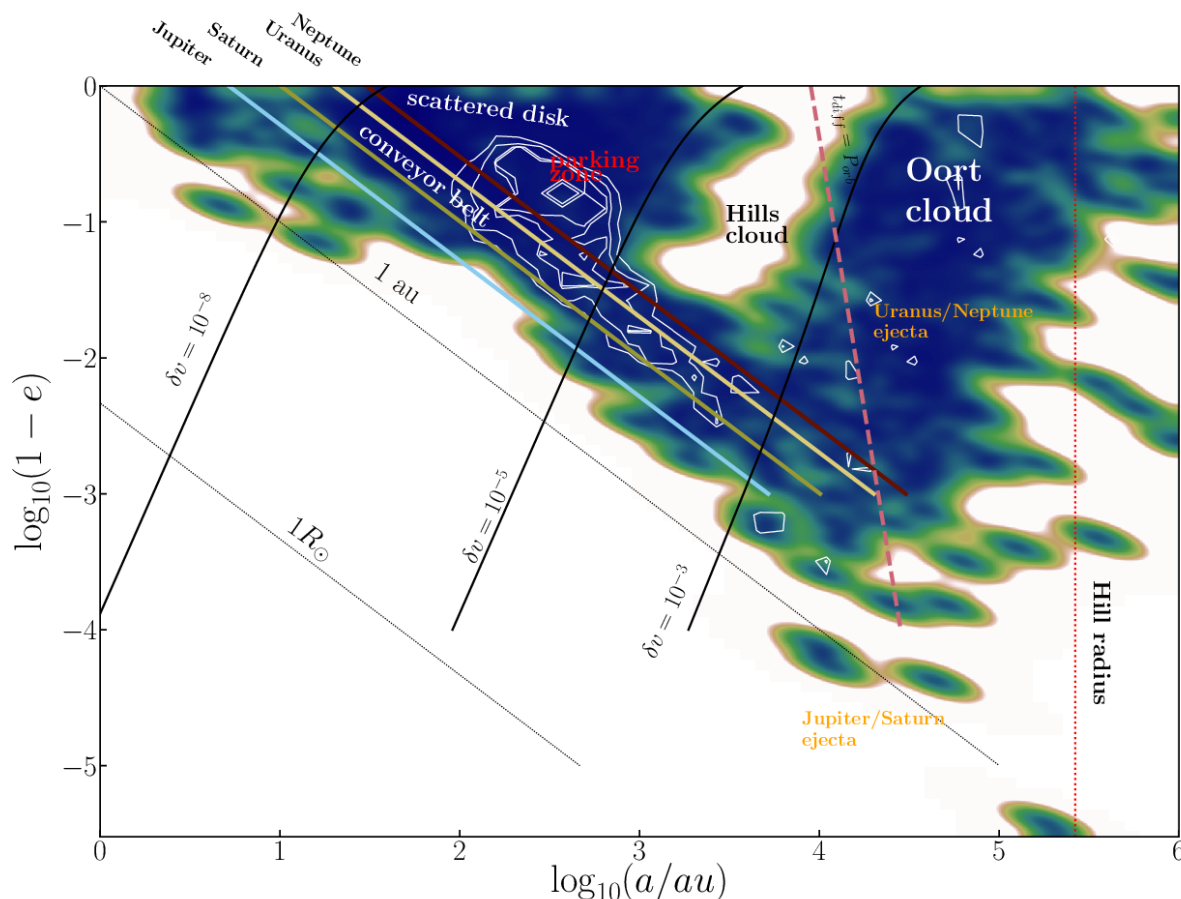 Jupiter
Saturn
Uranus
Neptune
0
−1
−2
−3
−4
−5
log₁₀(1 − e)
scattered disk
conveyor belt
parking
zone
t_diff = P_orb
Hills
cloud
Oort
cloud
1 au
Uranus/Neptune
ejecta
δv = 10⁻⁸
δv = 10⁻⁵
δv = 10⁻³
1R⊙
Hill radius
Jupiter/Saturn
ejecta
0
1
2
3
4
5
6
log₁₀(a/au)